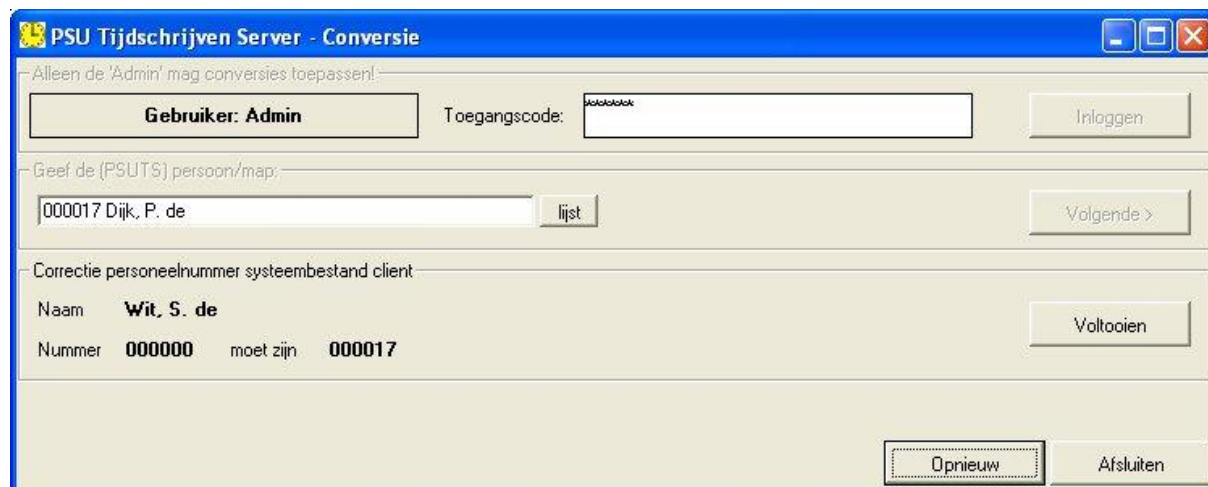 PSU Tijdschrijven Server - Conversie
Alleen de 'Admin' mag conversies toepassen!
Gebruiker: Admin Toegangscode: ******* Inloggen
Geef de (PSUTS) persoon/map:
000017 Dijk, P. de lijst Volgende >
Correctie personeelnummer systeembestand client
Naam Wit, S. de
Voltooien
Nummer 000000 moet zijn 000017
Opnieuw Afsluiten